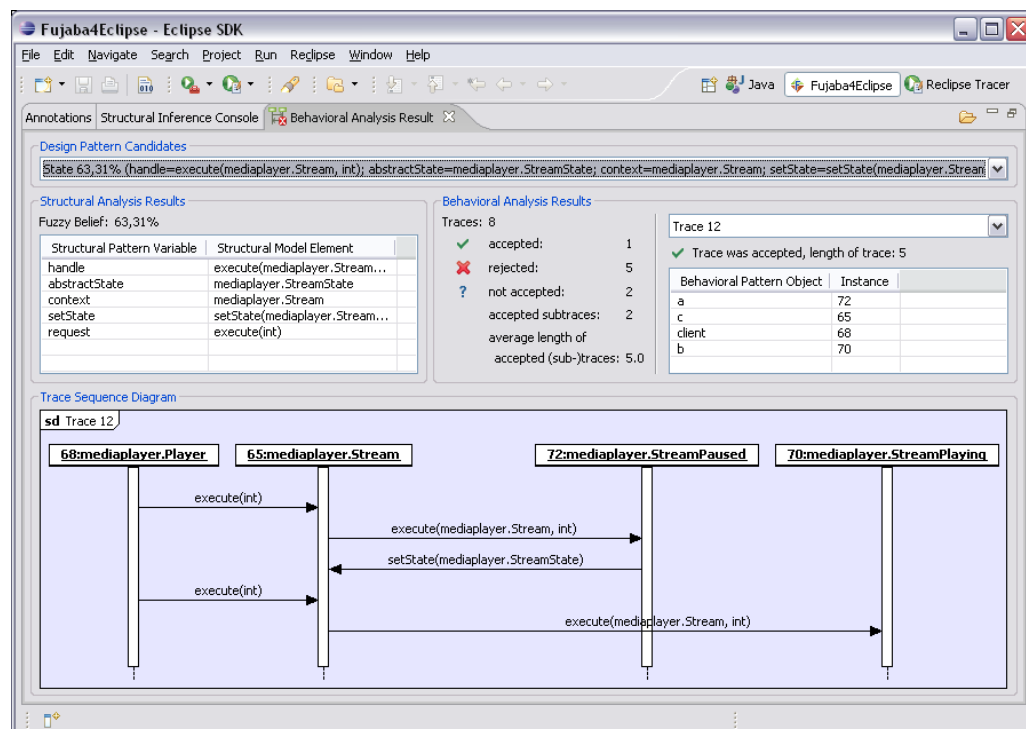 Fujaba4Eclipse - Eclipse SDK
File Edit Navigate Search Project Run Reclipse Window Help
010
Java Fujaba4Eclipse Reclipse Tracer
Annotations Structural Inference Console Behavioral Analysis Result
Design Pattern Candidates
State 63,31% (handle=execute(mediaplayer.Stream, int); abstractState=mediaplayer.StreamState; context=mediaplayer.Stream; setState=setState(mediaplayer.Stream
Structural Analysis Results
Fuzzy Belief: 63,31%
Structural Pattern Variable Structural Model Element
handle execute(mediaplayer.Stream...
abstractState mediaplayer.StreamState
context mediaplayer.Stream
setState setState(mediaplayer.Stream...
request execute(int)
Behavioral Analysis Results
Traces: 8
accepted: 1
rejected: 5
? not accepted: 2
accepted subtraces: 2
average length of
accepted (sub-)traces: 5.0
Trace 12
Trace was accepted, length of trace: 5
Behavioral Pattern Object Instance
a 72
c 65
client 68
b 70
Trace Sequence Diagram
sd Trace 12
68:mediaplayer.Player 65:mediaplayer.Stream 72:mediaplayer.StreamPaused 70:mediaplayer.StreamPlaying
execute(int)
execute(mediaplayer.Stream, int)
setState(mediaplayer.StreamState)
execute(int)
execute(mediaplayer.Stream, int)